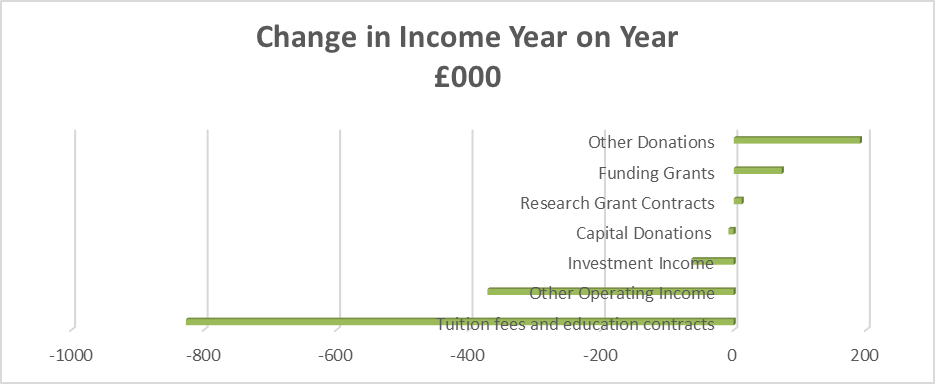 Change in Income Year on Year
£000
Other Donations
Funding Grants
Research Grant Contracts
Capital Donations
Investment Income
Other Operating Income
Tuition fees and education contracts
-1000 -800 -600 -400 -200 0 200